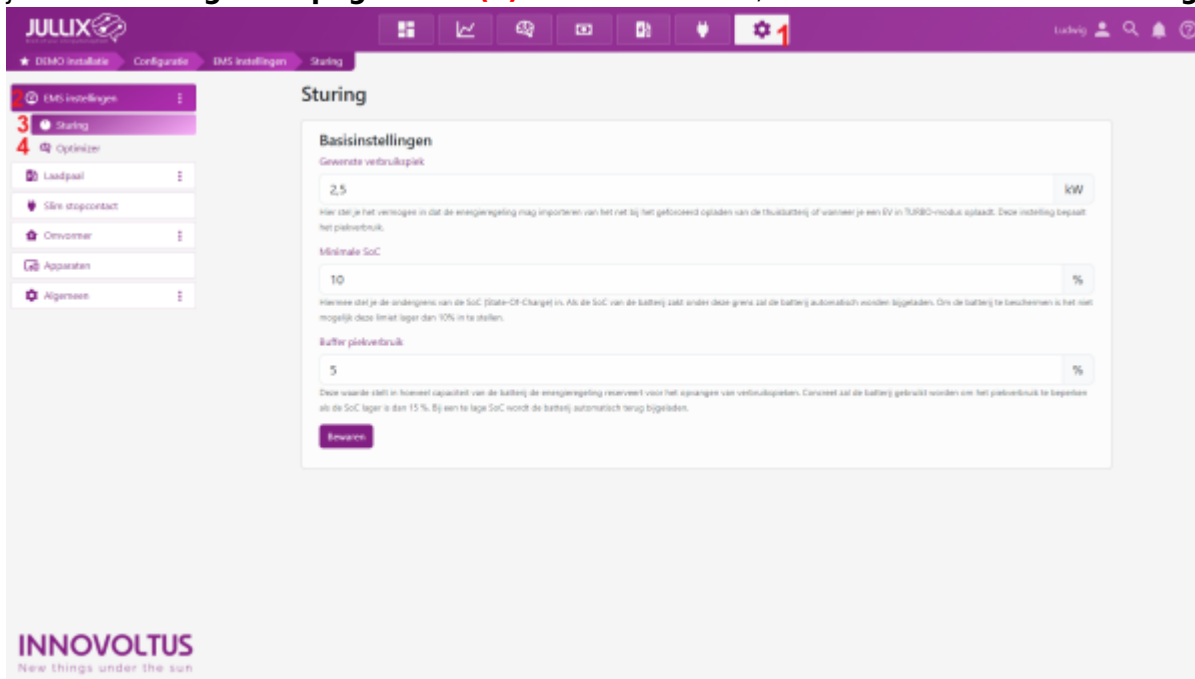 JULLIX
1
Ludwig
DEMO Installatie
Configuratie
EMS Instellingen
Sturing
2 EMS instellingen
3 Sturing
4 Optimizer
Laadpaal
Slim stopcontact
Omvormer
Apparaten
Algemeen
Sturing
Basisinstellingen
Gewenste verbruikspiek
2,5 kW
Hier stel je het vermogen in dat de energieregeling mag importeren van het net bij het geforceerd opladen van de thuisbatterij of wanneer je een EV in TURBO-modus oplaadt. Deze instelling bepaalt
het piekverbruik.
Minimale SoC
10 %
Hiermee stel je de ondergrens van de SoC (State-Of-Charge) in. Als de SoC van de batterij zakt onder deze grens zal de batterij automatisch worden bijgeladen. Om de batterij te beschermen is het niet
mogelijk deze limiet lager dan 10% in te stellen.
Buffer piekverbruik
5 %
Deze waarde stelt in hoeveel capaciteit van de batterij de energieregeling reserveert voor het opvangen van verbruikspieken. Concreet zal de batterij gebruikt worden om het piekverbruik te beperken
als de SoC lager is dan 15 %. Bij een te lage SoC wordt de batterij automatisch terug bijgeladen.
Bewaren
INNOVOLTUS
New things under the sun